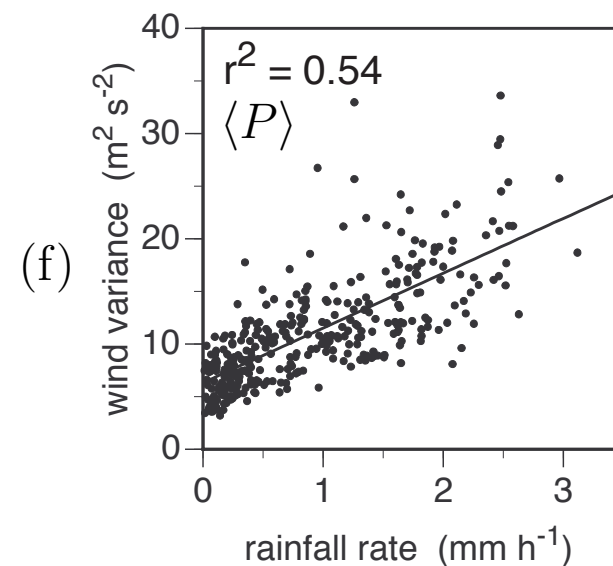 (f)
wind variance (m² s⁻²)
40
30
20
10
0
r² = 0.54
⟨P⟩
0 1 2 3
rainfall rate (mm h⁻¹)